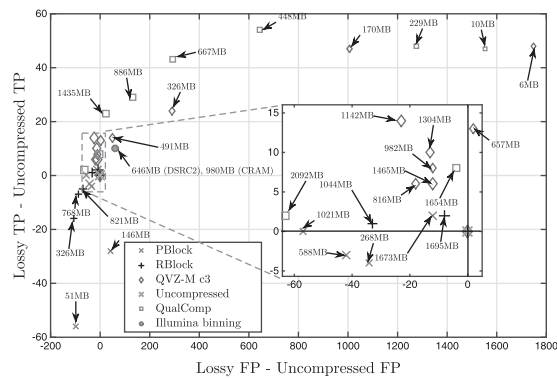 60
40
20
0
-20
-40
-60
Lossy TP - Uncompressed TP
448MB
170MB
229MB
10MB
6MB
667MB
886MB
326MB
1435MB
491MB
646MB (DSRC2), 980MB (CRAM)
768MB
821MB
326MB
146MB
51MB
PBlock
RBlock
QVZ-M c3
Uncompressed
QualComp
Illumina binning
15
10
5
0
-5
1142MB
1304MB
982MB
657MB
1465MB
2092MB
1044MB
816MB
1021MB
1654MB
588MB
268MB
1673MB
1695MB
-60
-40
-20
0
-200
0
200
400
600
800
1000
1200
1400
1600
1800
Lossy FP - Uncompressed FP